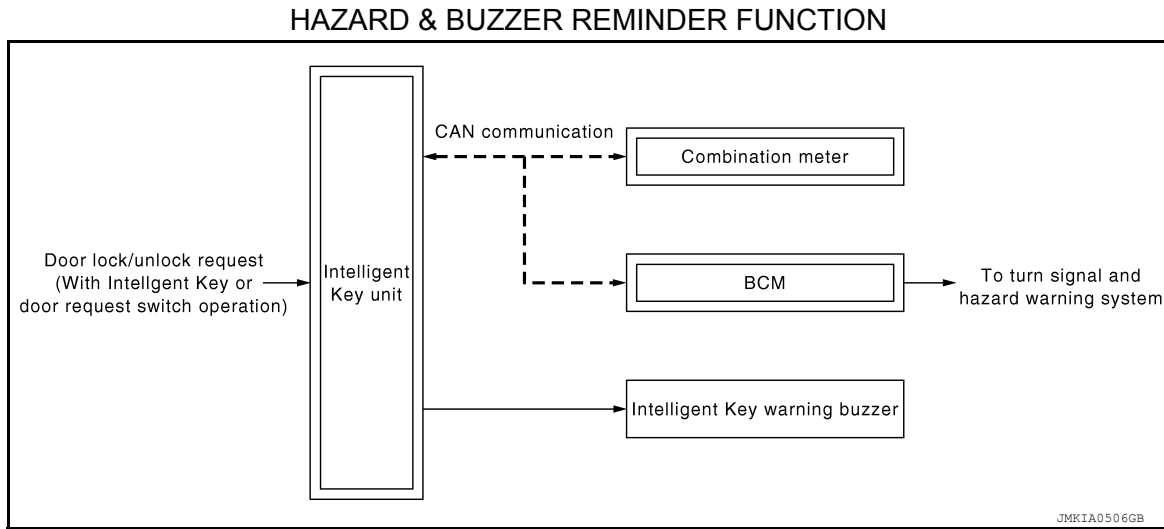 HAZARD & BUZZER REMINDER FUNCTION
CAN communication
Combination meter
Door lock/unlock request
(With Intellgent Key or
door request switch operation)
Intelligent
Key unit
BCM
To turn signal and
hazard warning system
Intelligent Key warning buzzer
JMKIA0506GB